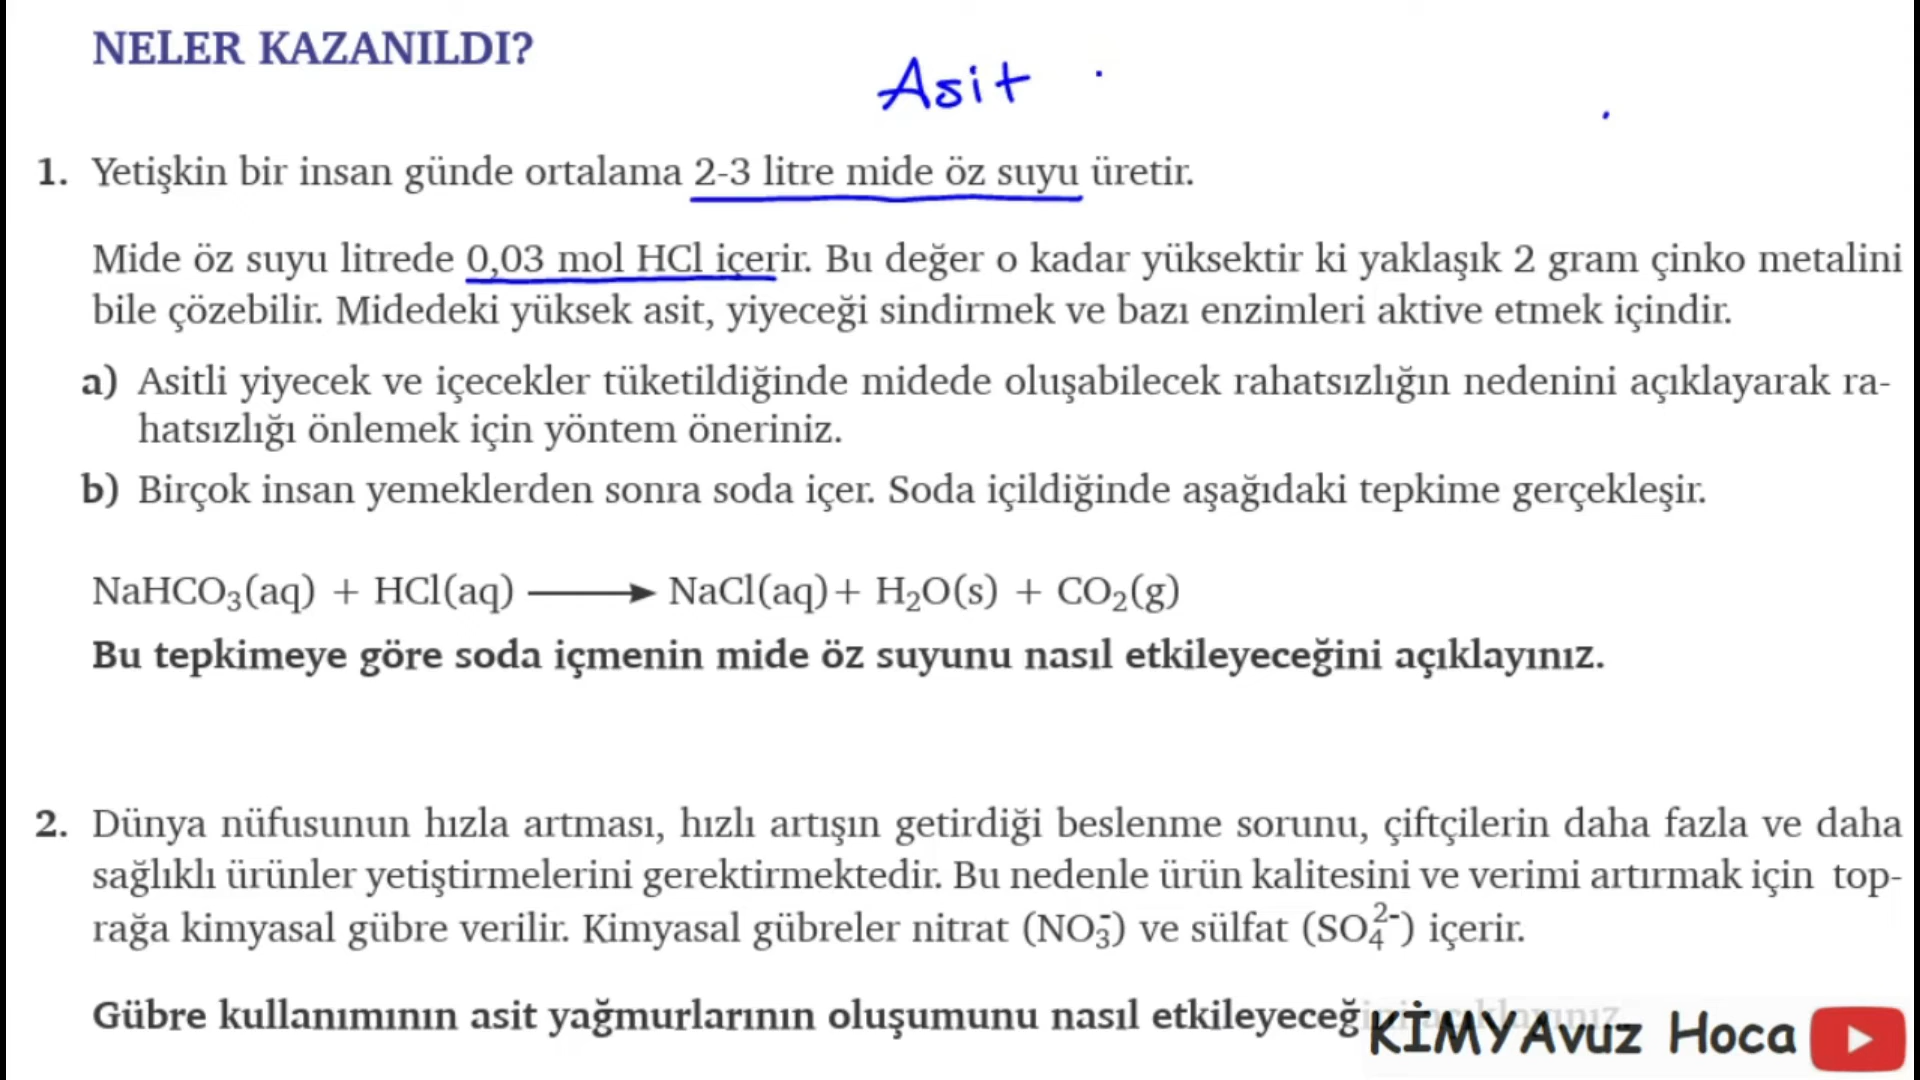 NELER KAZANILDI?
Asit
1. Yetişkin bir insan günde ortalama 2-3 litre mide öz suyu üretir.
Mide öz suyu litrede 0,03 mol HCl içerir. Bu değer o kadar yüksektir ki yaklaşık 2 gram çinko metalini
bile çözebilir. Midedeki yüksek asit, yiyeceği sindirmek ve bazı enzimleri aktive etmek içindir.
a) Asitli yiyecek ve içecekler tüketildiğinde midede oluşabilecek rahatsızlığın nedenini açıklayarak ra-
hatsızlığı önlemek için yöntem öneriniz.
b) Birçok insan yemeklerden sonra soda içer. Soda içildiğinde aşağıdaki tepkime gerçekleşir.
NaHCO₃(aq) + HCl(aq) ⟶ NaCl(aq) + H₂O(s) + CO₂(g)
Bu tepkimeye göre soda içmenin mide öz suyunu nasıl etkileyeceğini açıklayınız.
2. Dünya nüfusunun hızla artması, hızlı artışın getirdiği beslenme sorunu, çiftçilerin daha fazla ve daha
sağlıklı ürünler yetiştirmelerini gerektirmektedir. Bu nedenle ürün kalitesini ve verimi artırmak için top-
rağa kimyasal gübre verilir. Kimyasal gübreler nitrat (NO₃⁻) ve sülfat (SO₄²⁻) içerir.
Gübre kullanımının asit yağmurlarının oluşumunu nasıl etkileyeceğini açıklayınız.
KİMYAvuz Hoca